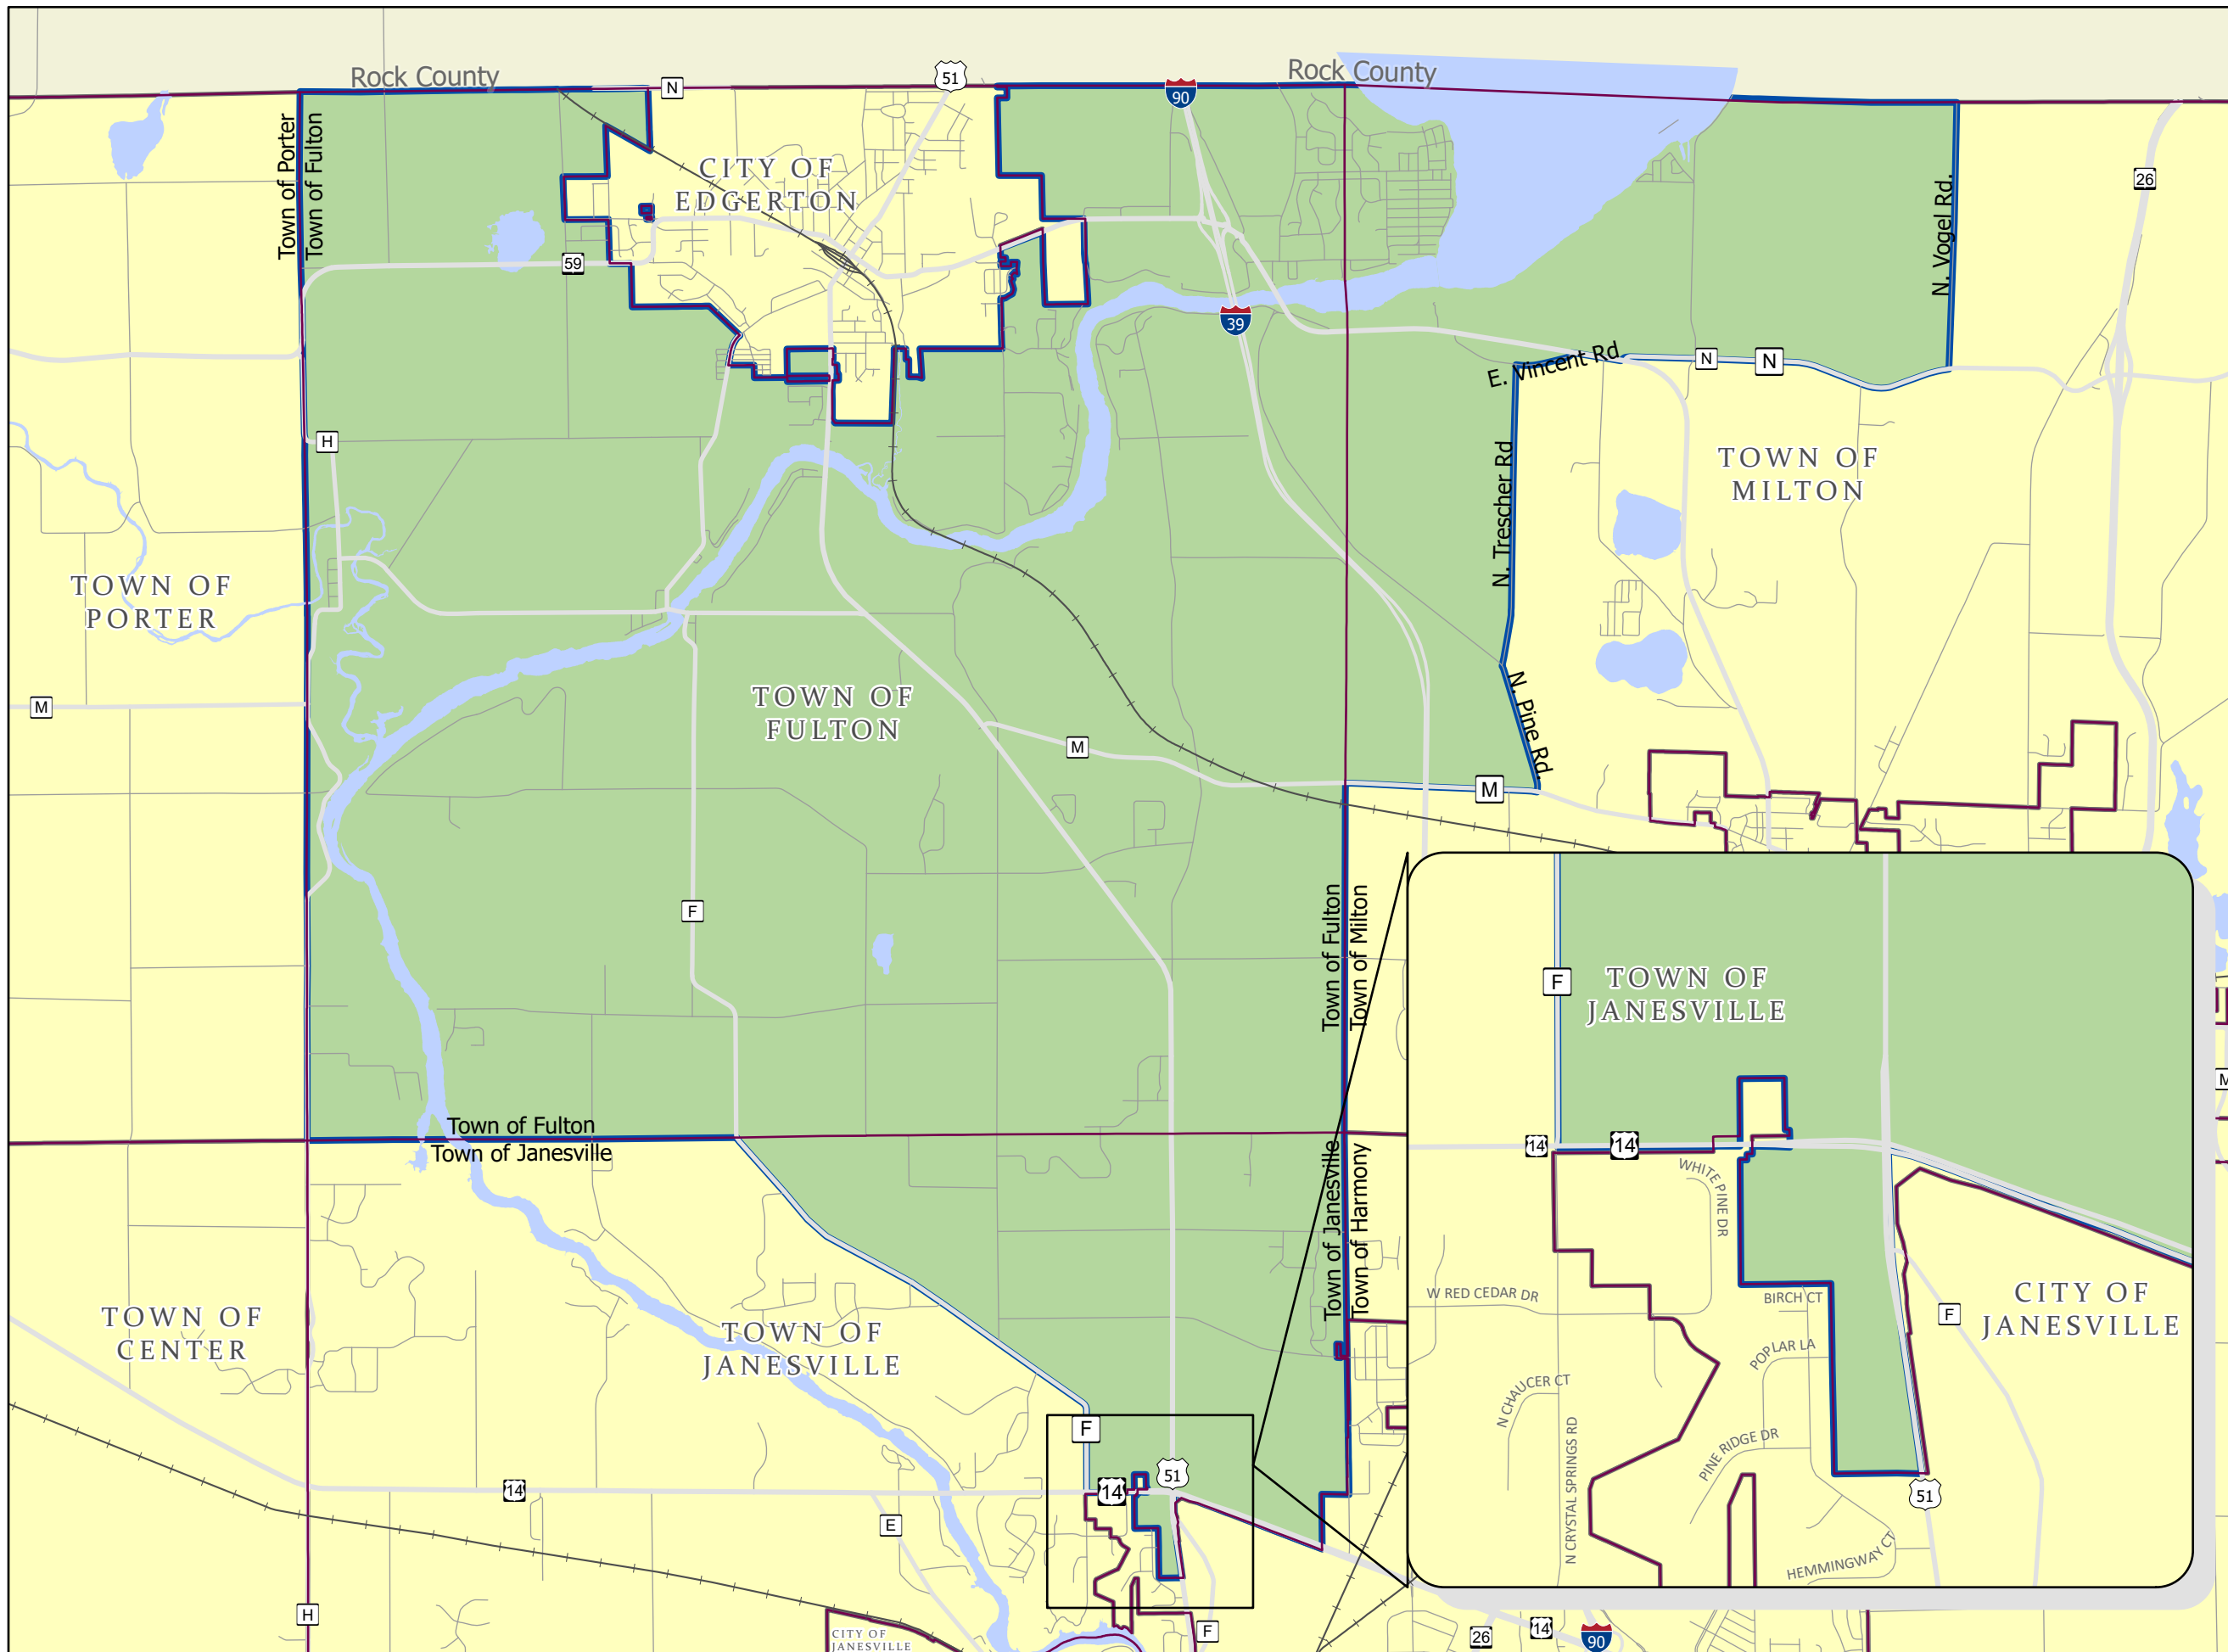 Rock County
N
51
90
Rock County
Town of Porter
Town of Fulton
CITY OF
EDGERTON
26
N. Vogel Rd.
59
39
E. Vincent Rd
N
N
H
N. Trescher Rd
TOWN OF
MILTON
TOWN OF
PORTER
M
TOWN OF
FULTON
M
N. Pine Rd.
M
F
Town of Fulton
Town of Milton
F
TOWN OF
JANESVILLE
M
Town of Fulton
Town of Janesville
14
14
WHITE PINE DR
Town of Janesville
Town of Harmony
W RED CEDAR DR
BIRCH CT
F
CITY OF
JANESVILLE
TOWN OF
CENTER
TOWN OF
JANESVILLE
POPLAR LA
N CHAUCER CT
N CRYSTAL SPRINGS RD
PINE RIDGE DR
F
51
14
14
51
E
HEMMINGWAY CT
H
CITY OF
JANESVILLE
F
26
14
90